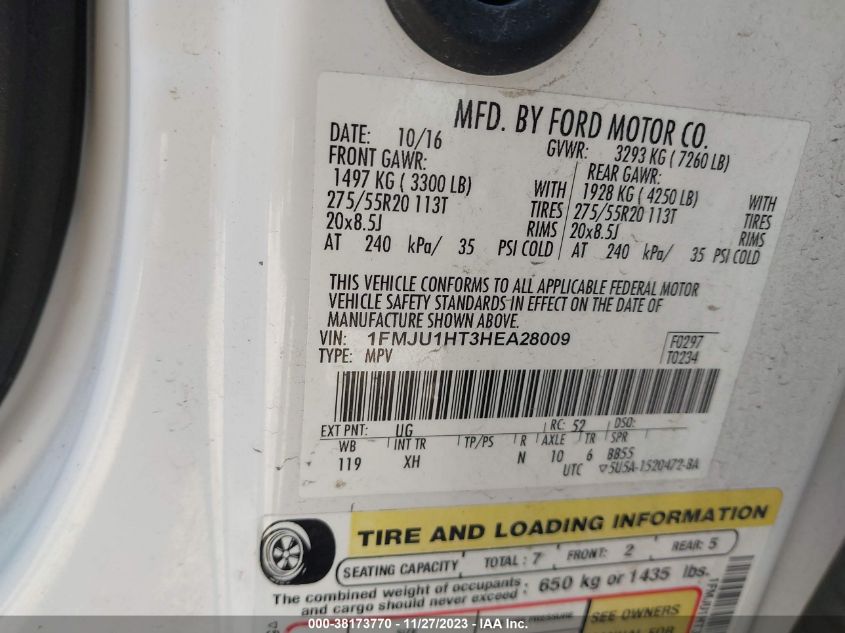 MFD. BY FORD MOTOR CO.
DATE: 10/16
GVWR: 3293 KG ( 7260 LB)
FRONT GAWR:
1497 KG ( 3300 LB) WITH
275/55R20 113T TIRES
20x8.5J RIMS
AT 240 kPa/ 35 PSI COLD
REAR GAWR:
1928 KG ( 4250 LB) WITH
275/55R20 113T TIRES
20x8.5J RIMS
AT 240 kPa/ 35 PSI COLD
THIS VEHICLE CONFORMS TO ALL APPLICABLE FEDERAL MOTOR
VEHICLE SAFETY STANDARDS IN EFFECT ON THE DATE OF
MANUFACTURE SHOWN ABOVE.
VIN: 1FMJU1HT3HEA28009
TYPE: MPV
F0297
T0234
EXT PNT: UG RC: 52 DSO:
WB INT TR TP/PS R AXLE TR SPR
119 XH N 10 6 BB55
UTC ▽5U5A-1520472-BA
TIRE AND LOADING INFORMATION
SEATING CAPACITY TOTAL : 7 FRONT: 2 REAR: 5
The combined weight of occupants and cargo should never exceed : 650 kg or 1435 lbs.
PRESSURE
SEE OWNERS
000-38173770 — 11/27/2023 — IAA Inc.